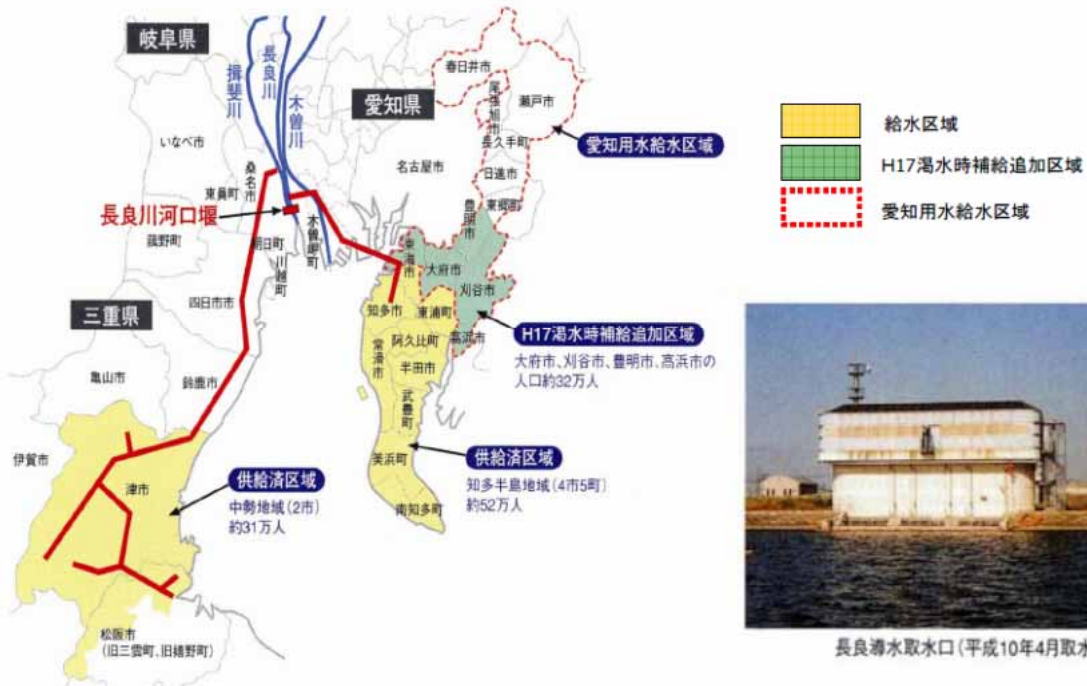 岐阜県
長良川
揖斐川
木曽川
愛知県
春日井市
尾張旭市
瀬戸市
長久手町
愛知用水給水区域
いなべ市
名古屋市
日進市
東郷町
豊明市
桑名市
東員町
長良川河口堰
木曽岬町
菰野町
朝日町
川越町
東海市
大府市
刈谷市
四日市市
知多市
東浦町
H17渇水時補給追加区域
大府市、刈谷市、豊明市、高浜市の
人口約32万人
三重県
阿久比町
高浜市
常滑市
半田市
亀山市
鈴鹿市
武豊町
伊賀市
美浜町
供給済区域
知多半島地域(4市5町)
約52万人
津市
供給済区域
中勢地域(2市)
約31万人
南知多町
松阪市
(旧三雲町、旧嬉野町)
給水区域
H17渇水時補給追加区域
愛知用水給水区域
長良導水取水口(平成10年4月取水